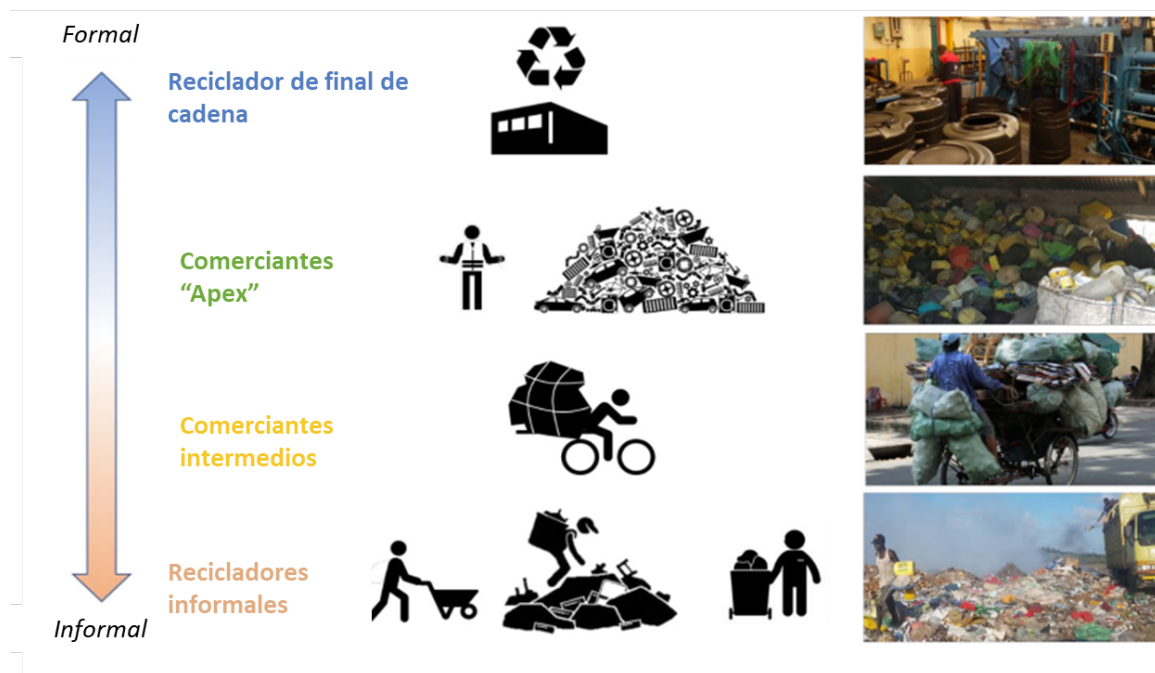 Formal
Reciclador de final de
cadena
Comerciantes
“Apex”
Comerciantes
intermedios
Recicladores
informales
Informal